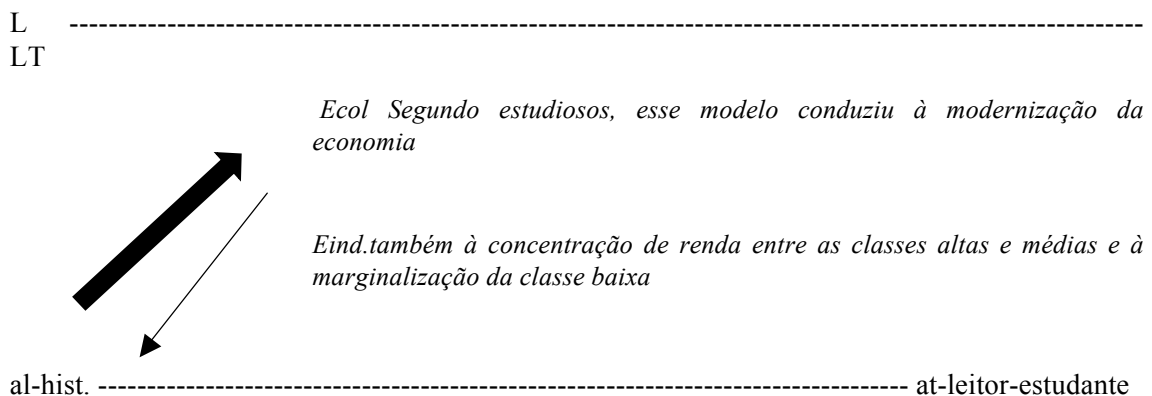 L ---------------------------------------------------------------------------------------------------------------
LT
Ecol Segundo estudiosos, esse modelo conduziu à modernização da
economia
Eind.também à concentração de renda entre as classes altas e médias e à
marginalização da classe baixa
al-hist. ------------------------------------------------------------------------------------ at-leitor-estudante